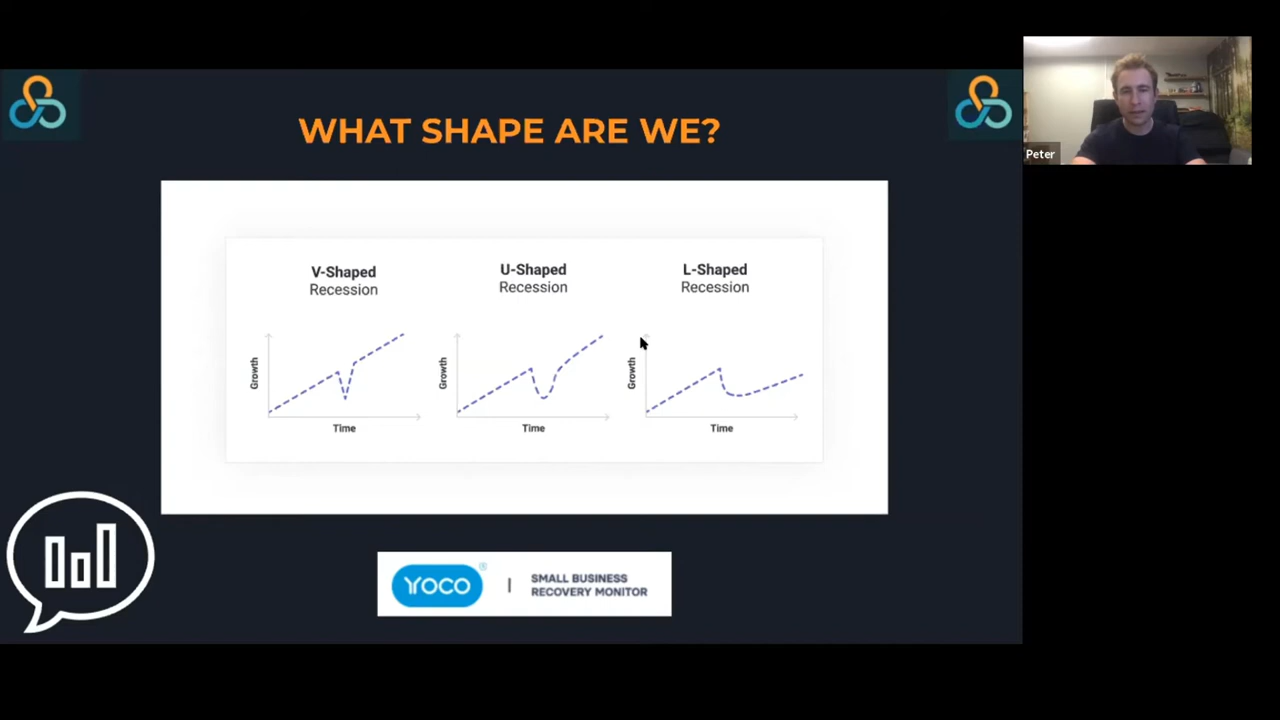 WHAT SHAPE ARE WE?
Peter
V-Shaped
Recession
U-Shaped
Recession
L-Shaped
Recession
Growth
Time
Growth
Time
Growth
Time
YOCO
|
SMALL BUSINESS
RECOVERY MONITOR